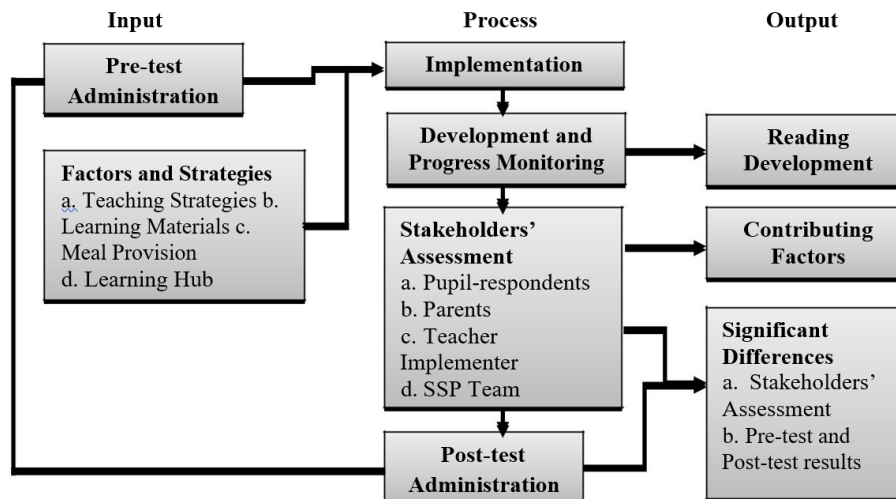 Input
Process
Output
Pre-test
Administration
Factors and Strategies
a. Teaching Strategies b.
Learning Materials c.
Meal Provision
d. Learning Hub
Implementation
Development and
Progress Monitoring
Stakeholders’
Assessment
a. Pupil-respondents
b. Parents
c. Teacher
Implementer
d. SSP Team
Post-test
Administration
Reading
Development
Contributing
Factors
Significant
Differences
a. Stakeholders’
Assessment
b. Pre-test and
Post-test results